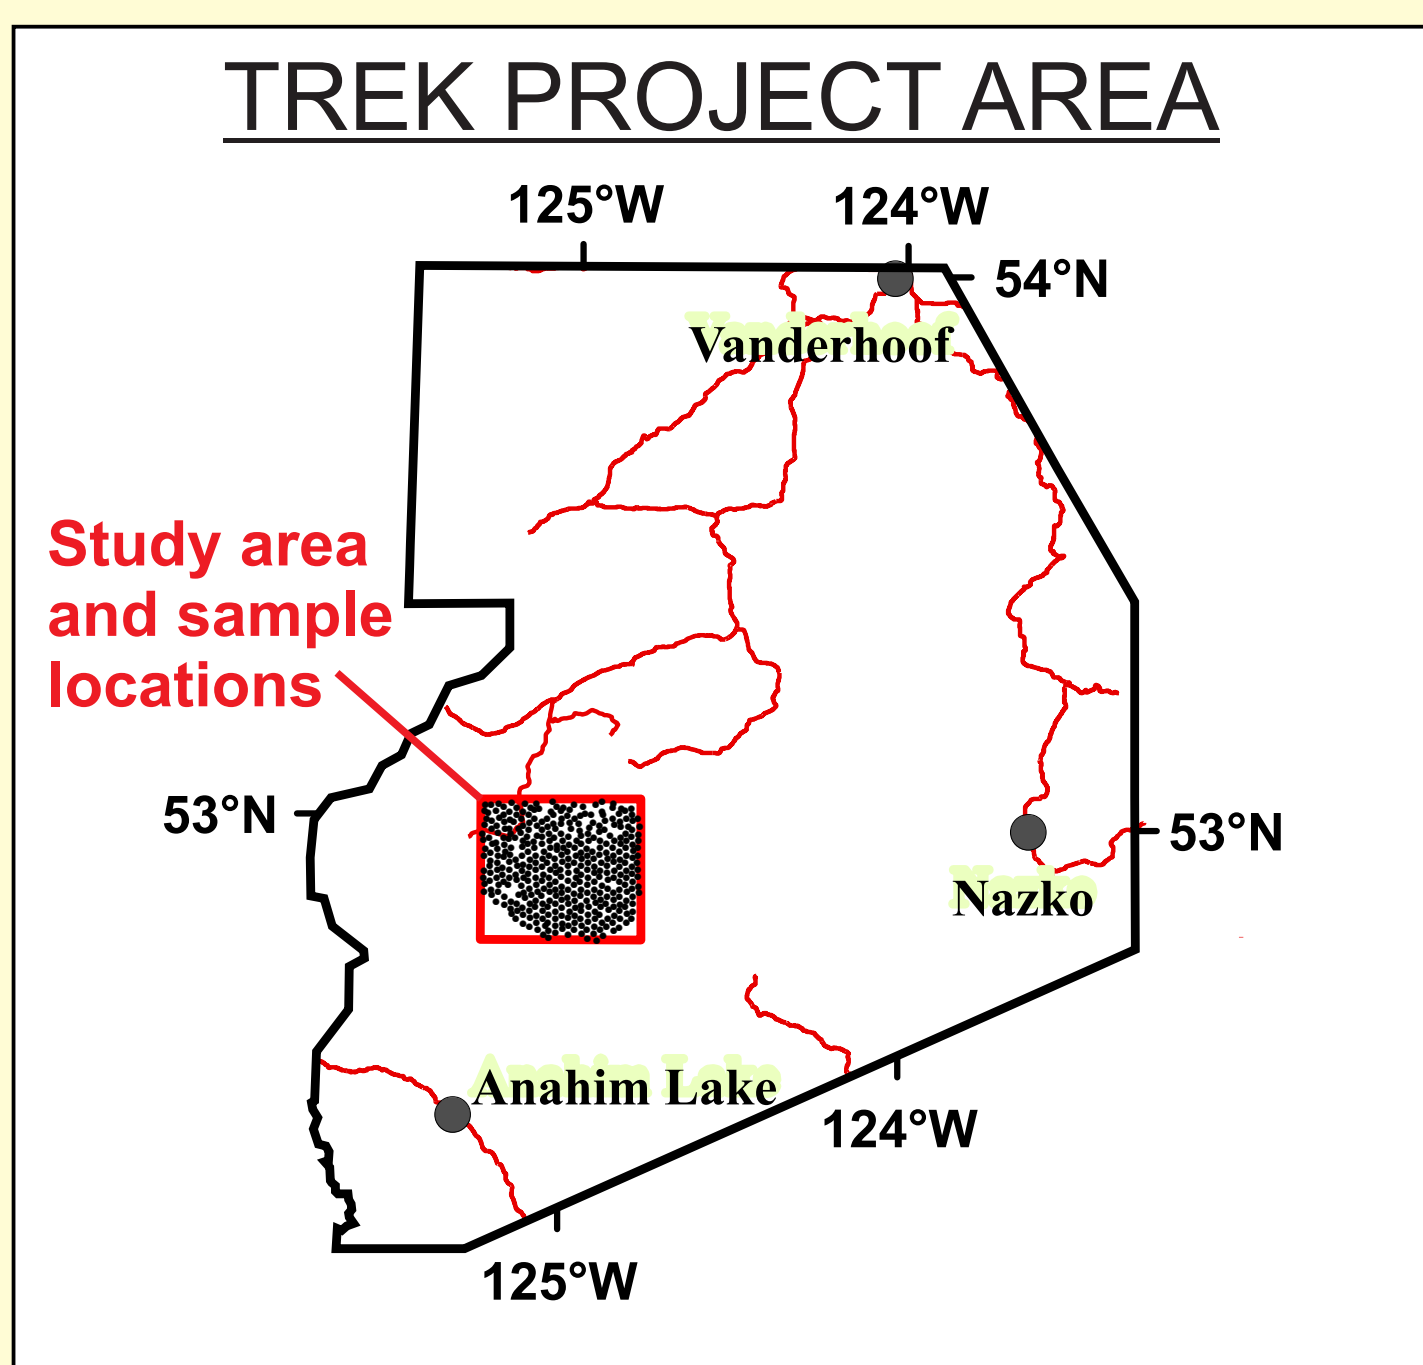 TREK PROJECT AREA
125°W
124°W
54°N
Vanderhoof
Study area
and sample
locations
53°N
53°N
Nazko
Anahim Lake
124°W
125°W